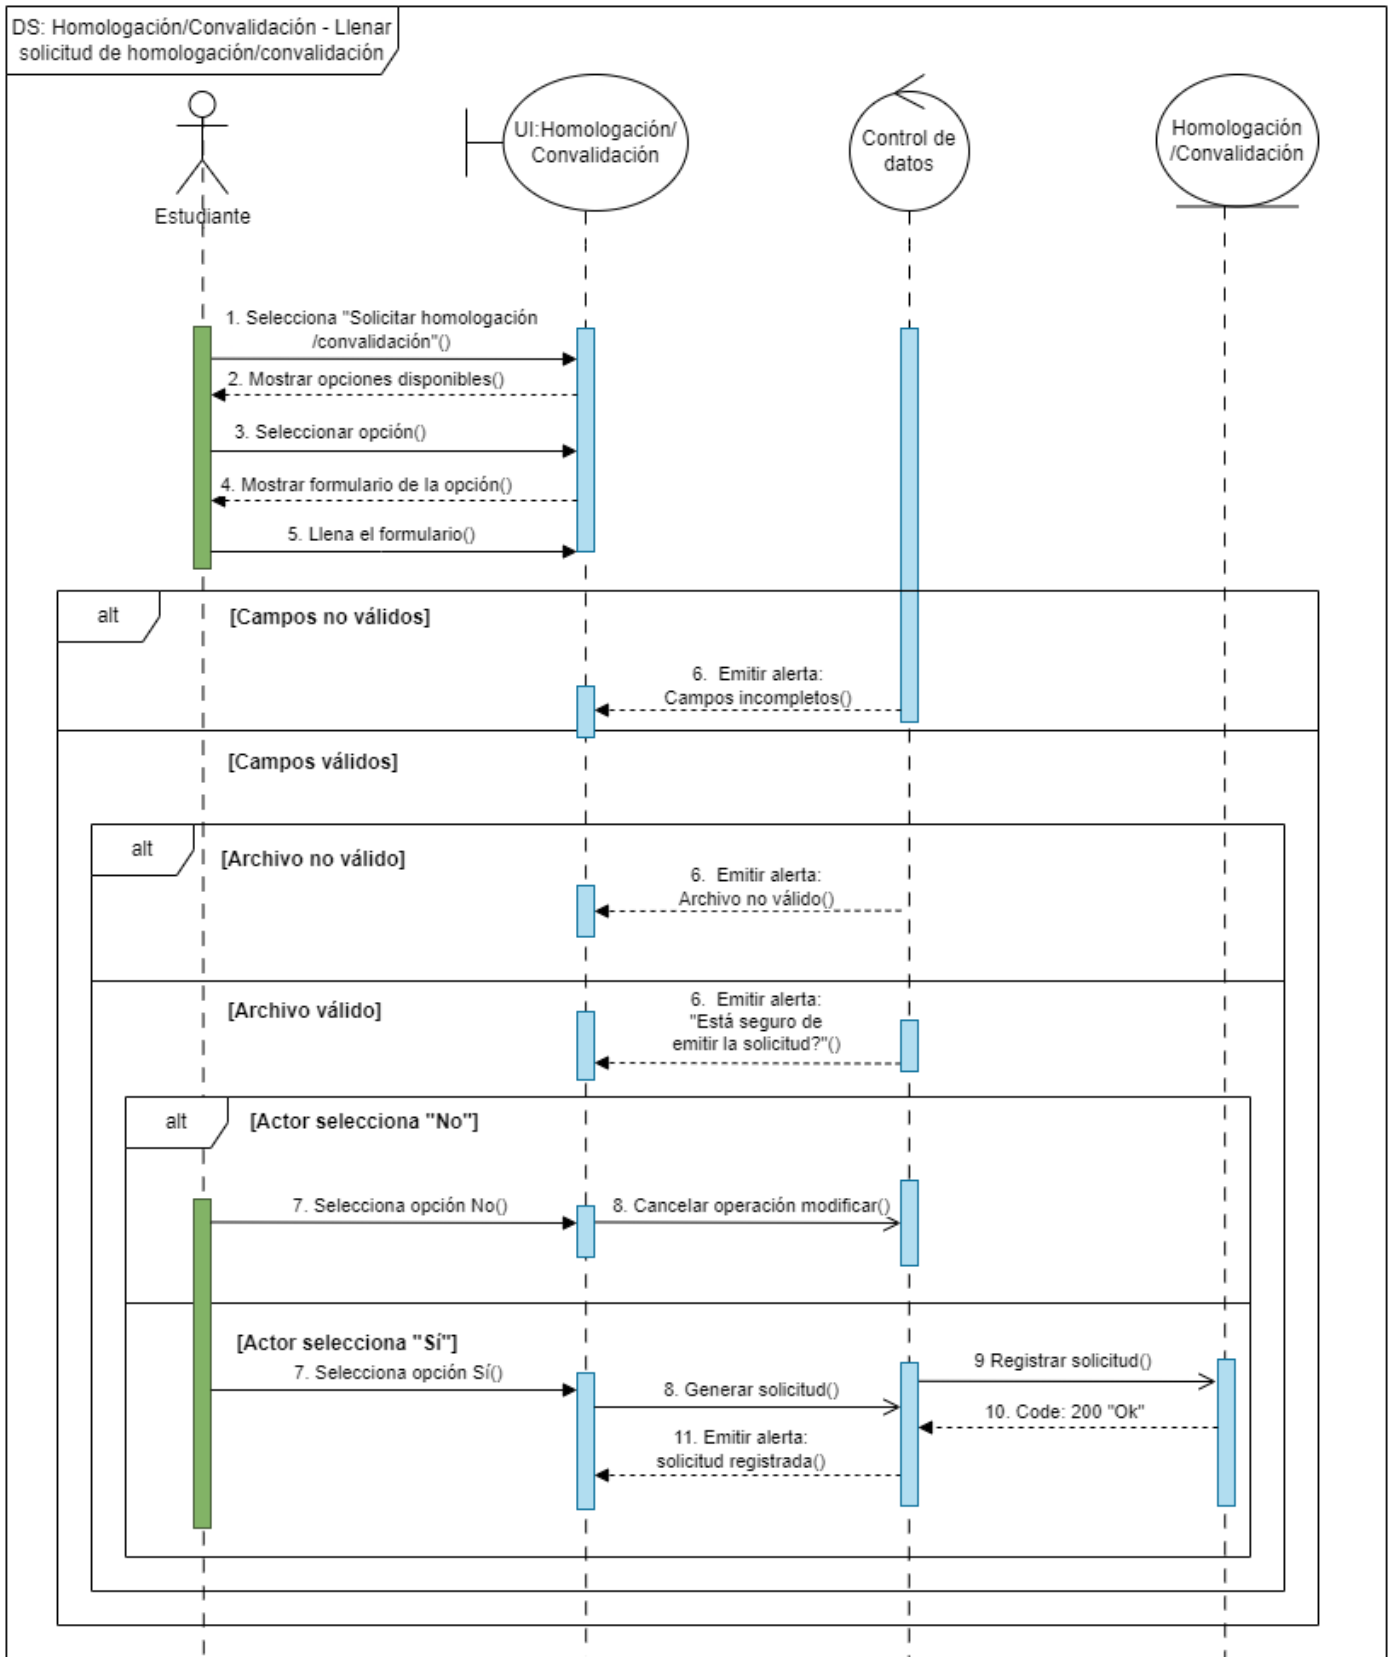 DS: Homologación/Convalidación - Llenar
solicitud de homologación/convalidación
Estudiante
UI:Homologación/
Convalidación
Control de
datos
Homologación
/Convalidación
1. Selecciona "Solicitar homologación
/convalidación"()
2. Mostrar opciones disponibles()
3. Seleccionar opción()
4. Mostrar formulario de la opción()
5. Llena el formulario()
alt
[Campos no válidos]
6. Emitir alerta:
Campos incompletos()
[Campos válidos]
alt
[Archivo no válido]
6. Emitir alerta:
Archivo no válido()
[Archivo válido]
6. Emitir alerta:
"Está seguro de
emitir la solicitud?"()
alt
[Actor selecciona "No"]
7. Selecciona opción No()
8. Cancelar operación modificar()
[Actor selecciona "Sí"]
7. Selecciona opción Sí()
8. Generar solicitud()
9 Registrar solicitud()
10. Code: 200 "Ok"
11. Emitir alerta:
solicitud registrada()